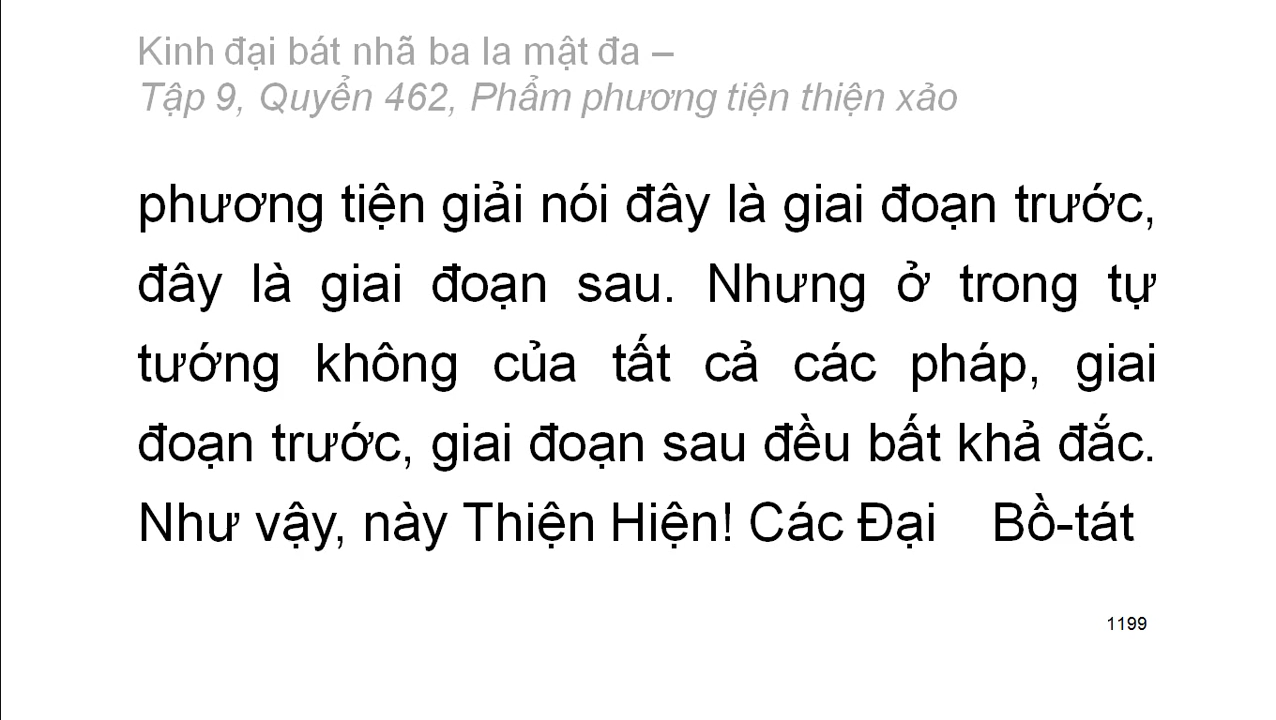 Kinh đại bát nhã ba la mật đa –
Tập 9, Quyển 462, Phẩm phương tiện thiện xảo
phương tiện giải nói đây là giai đoạn trước,
đây là giai đoạn sau. Nhưng ở trong tự
tướng không của tất cả các pháp, giai
đoạn trước, giai đoạn sau đều bất khả đắc.
Như vậy, này Thiện Hiện! Các Đại Bồ-tát
1199